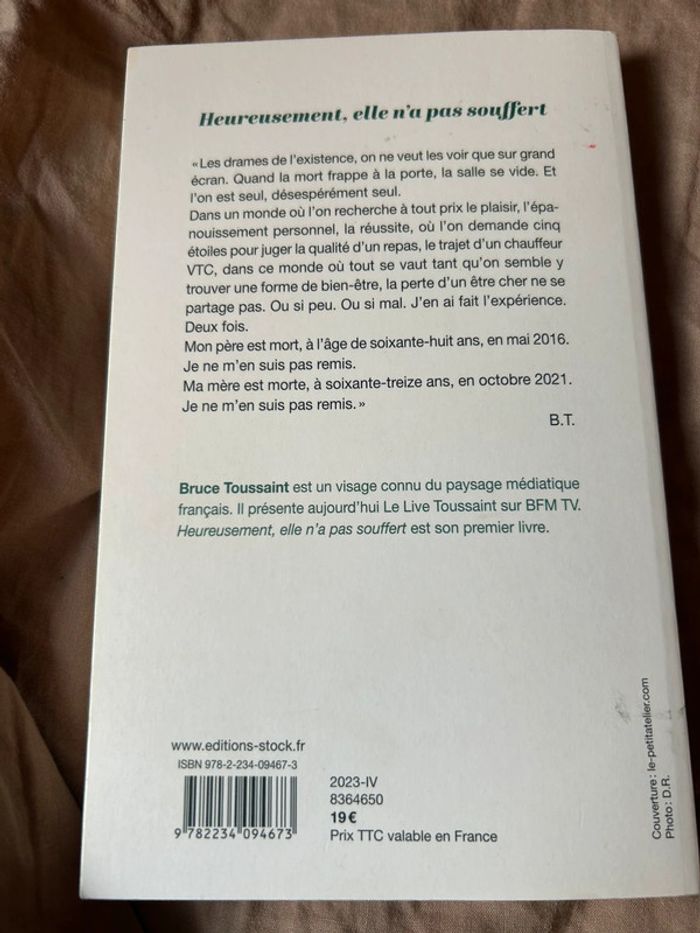 Heureusement, elle n'a pas souffert
«Les drames de l'existence, on ne veut les voir que sur grand
écran. Quand la mort frappe à la porte, la salle se vide. Et
l'on est seul, désespérément seul.
Dans un monde où l'on recherche à tout prix le plaisir, l'épa-
nouissement personnel, la réussite, où l'on demande cinq
étoiles pour juger la qualité d'un repas, le trajet d'un chauffeur
VTC, dans ce monde où tout se vaut tant qu'on semble y
trouver une forme de bien-être, la perte d'un être cher ne se
partage pas. Ou si peu. Ou si mal. J'en ai fait l'expérience.
Deux fois.
Mon père est mort, à l'âge de soixante-huit ans, en mai 2016.
Je ne m'en suis pas remis.
Ma mère est morte, à soixante-treize ans, en octobre 2021.
Je ne m'en suis pas remis.»
B.T.
Bruce Toussaint est un visage connu du paysage médiatique
français. Il présente aujourd'hui Le Live Toussaint sur BFM TV.
Heureusement, elle n'a pas souffert est son premier livre.
www.editions-stock.fr
ISBN 978-2-234-09467-3
9 782234 094673
2023-IV
8364650
19 €
Prix TTC valable en France
Couverture : le-petitatelier.com
Photo : D.R.